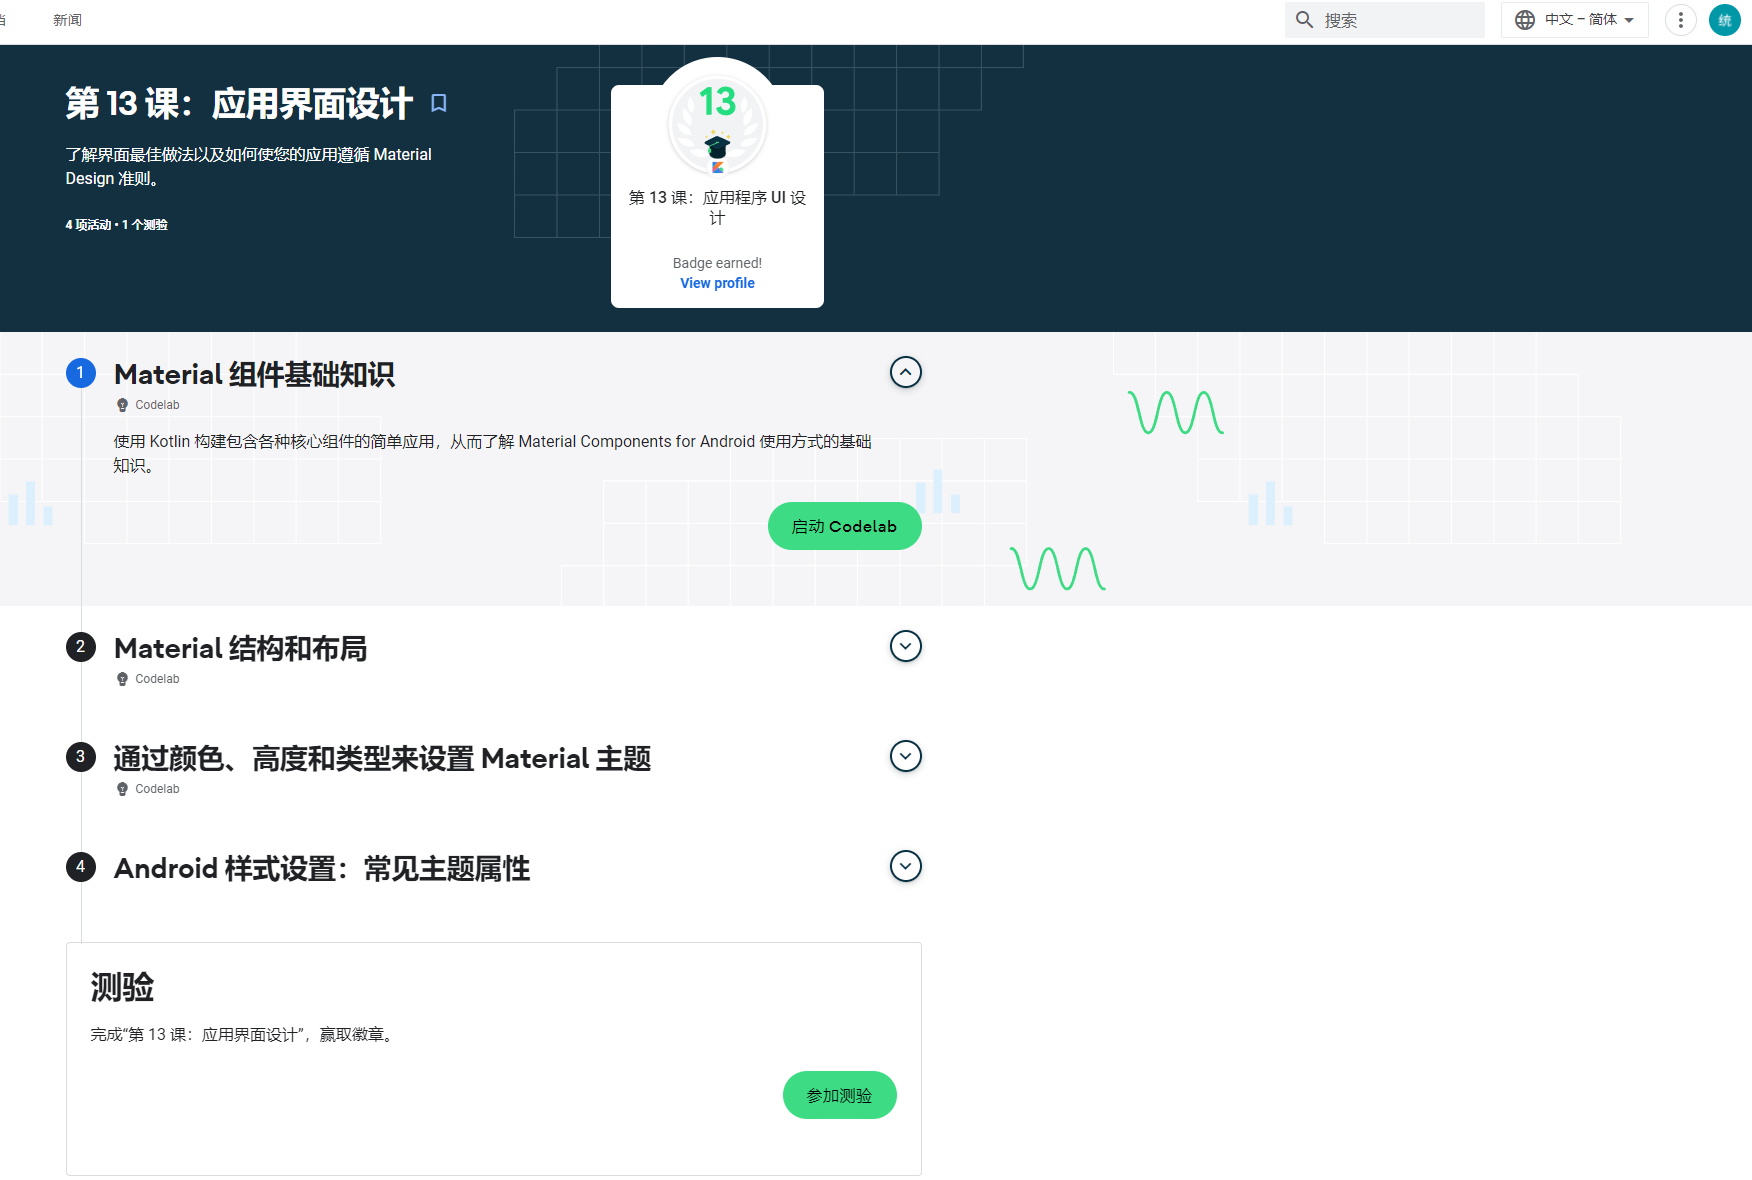 新闻
搜索
中文 – 简体
统
第 13 课：应用界面设计
了解界面最佳做法以及如何使您的应用遵循 Material
Design 准则。
4 项活动 • 1 个测验
13
第 13 课：应用程序 UI 设
计
Badge earned!
View profile
1
Material 组件基础知识
Codelab
使用 Kotlin 构建包含各种核心组件的简单应用，从而了解 Material Components for Android 使用方式的基础
知识。
启动 Codelab
2
Material 结构和布局
Codelab
3
通过颜色、高度和类型来设置 Material 主题
Codelab
4
Android 样式设置：常见主题属性
测验
完成“第 13 课：应用界面设计”，赢取徽章。
参加测验